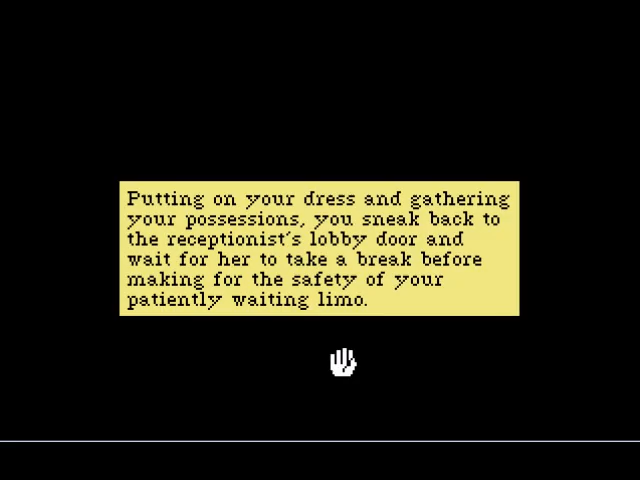 Putting on your dress and gathering
your possessions, you sneak back to
the receptionist's lobby door and
wait for her to take a break before
making for the safety of your
patiently waiting limo.